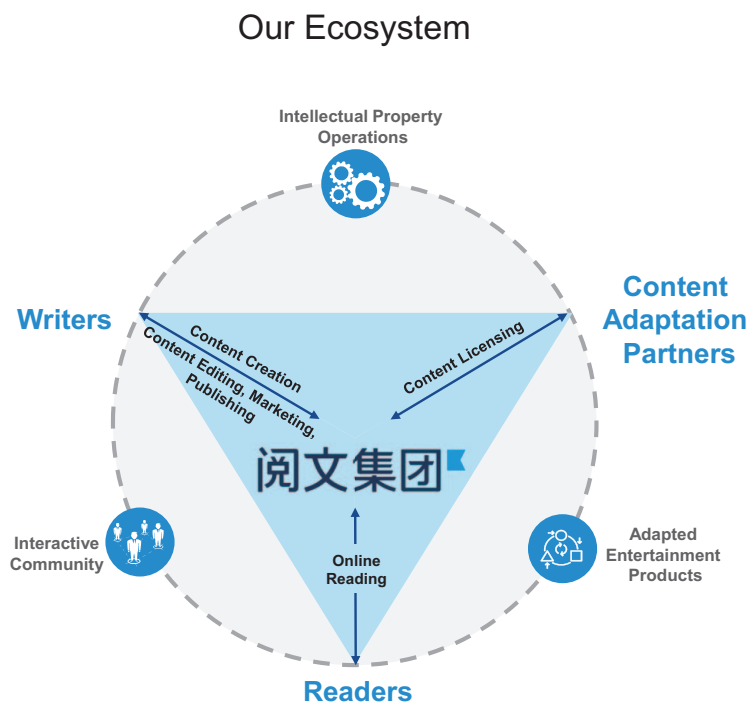 Our Ecosystem
Intellectual Property
Operations
Writers
Content
Adaptation
Partners
Content Creation
Content Editing, Marketing,
Publishing
Content Licensing
阅文集团
Interactive
Community
Online
Reading
Adapted
Entertainment
Products
Readers